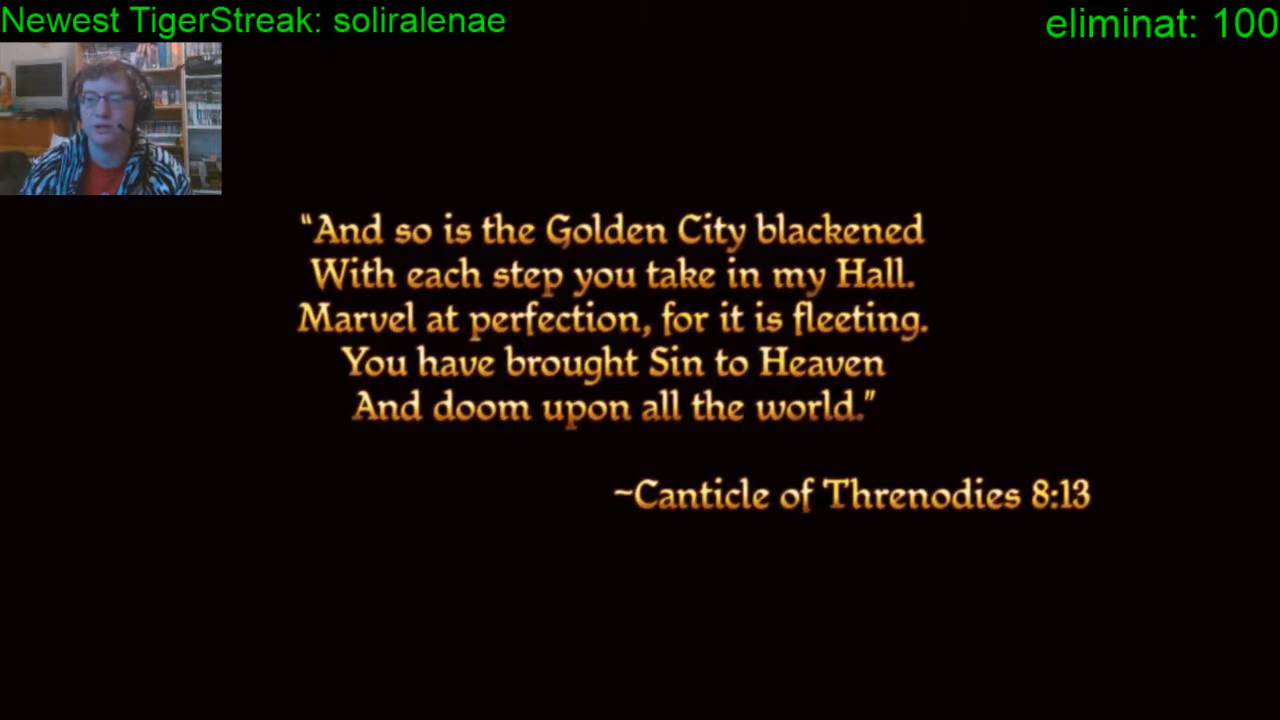 Newest TigerStreak: soliralenae
eliminat: 100
“And so is the Golden City blackened
With each step you take in my Hall.
Marvel at perfection, for it is fleeting.
You have brought Sin to Heaven
And doom upon all the world.”
~Canticle of Threnodies 8:13